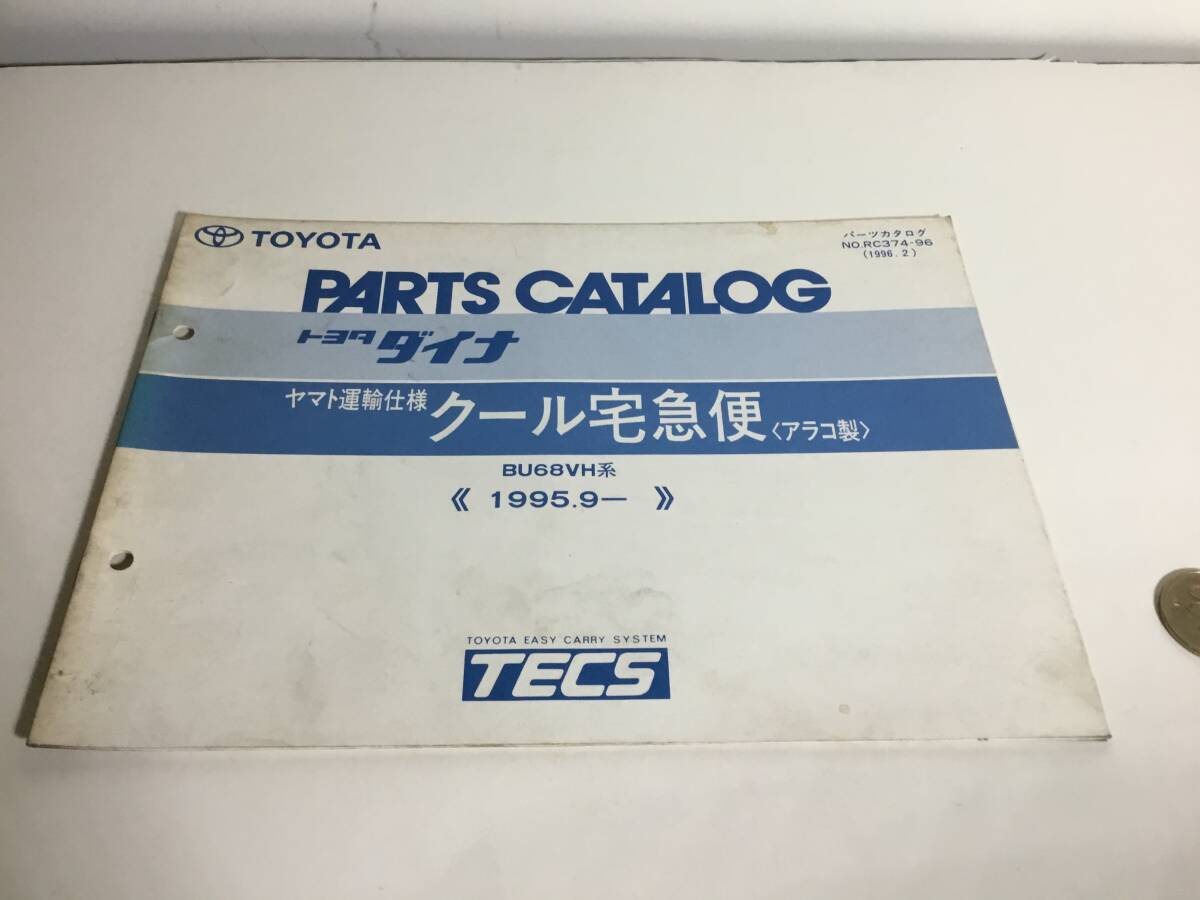 TOYOTA
パーツカタログ
NO.RC374-96
(1996.2)
PARTS CATALOG
トヨタ ダイナ
ヤマト運輸仕様 クール宅急便〈アラコ製〉
BU68VH系
《 1995.9ー 》
TOYOTA EASY CARRY SYSTEM
TECS